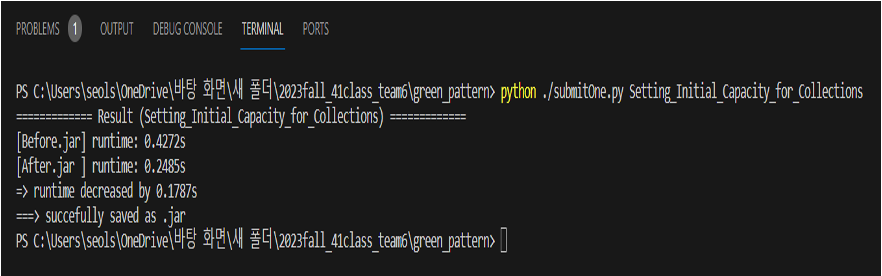 PROBLEMS 1 OUTPUT DEBUG CONSOLE TERMINAL PORTS
PS C:\Users\seols\OneDrive\바탕 화면\새 폴더\2023fall_41class_team6\green_pattern> python ./submitOne.py Setting_Initial_Capacity_for_Collections
============= Result (Setting_Initial_Capacity_for_Collections) =============
[Before.jar] runtime: 0.4272s
[After.jar ] runtime: 0.2485s
=> runtime decreased by 0.1787s
===> succefully saved as .jar
PS C:\Users\seols\OneDrive\바탕 화면\새 폴더\2023fall_41class_team6\green_pattern>